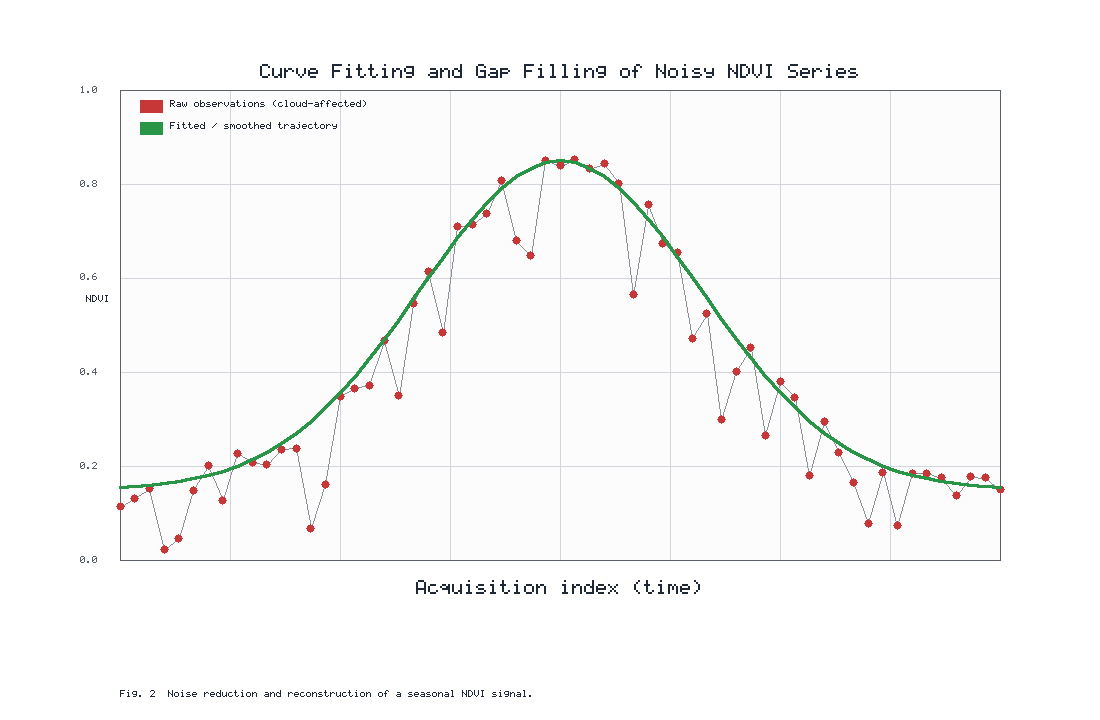 Curve Fitting and Gap Filling of Noisy NDVI Series
1.0
Raw observations (cloud-affected)
Fitted / smoothed trajectory
0.8
0.6
NDVI
0.4
0.2
0.0
Acquisition index (time)
Fig. 2  Noise reduction and reconstruction of a seasonal NDVI signal.